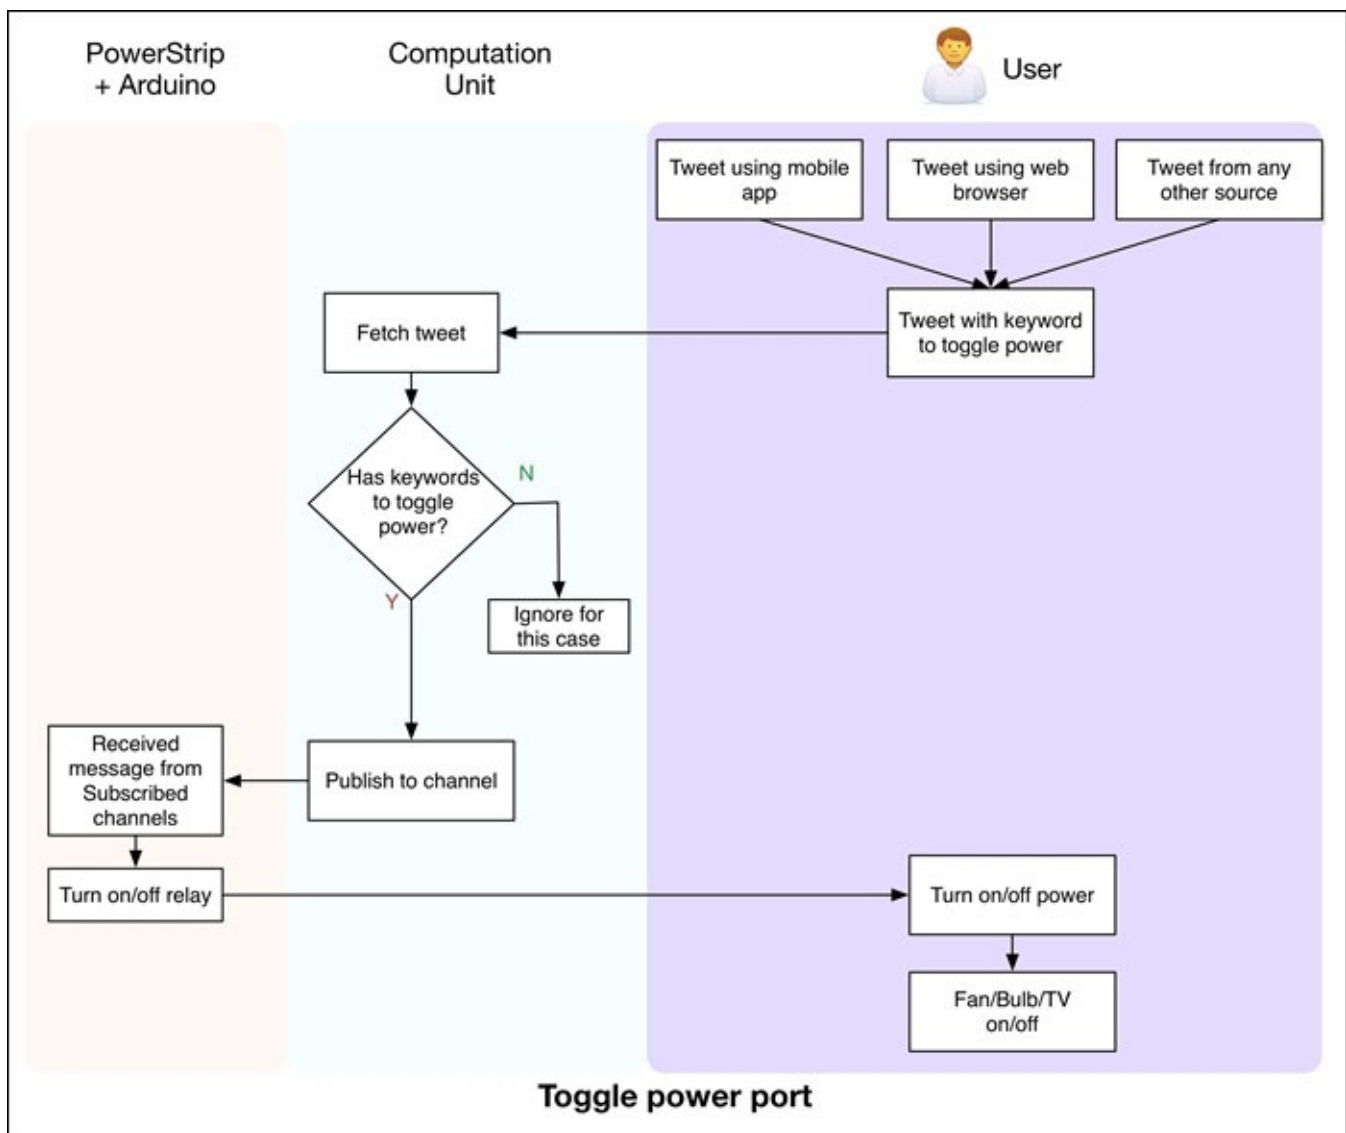 PowerStrip
+ Arduino
Computation
Unit
User
Tweet using mobile
app
Tweet using web
browser
Tweet from any
other source
Fetch tweet
Tweet with keyword
to toggle power
Has keywords
to toggle
power?
N
Y
Ignore for
this case
Received
message from
Subscribed
channels
Publish to channel
Turn on/off relay
Turn on/off power
Fan/Bulb/TV
on/off
Toggle power port